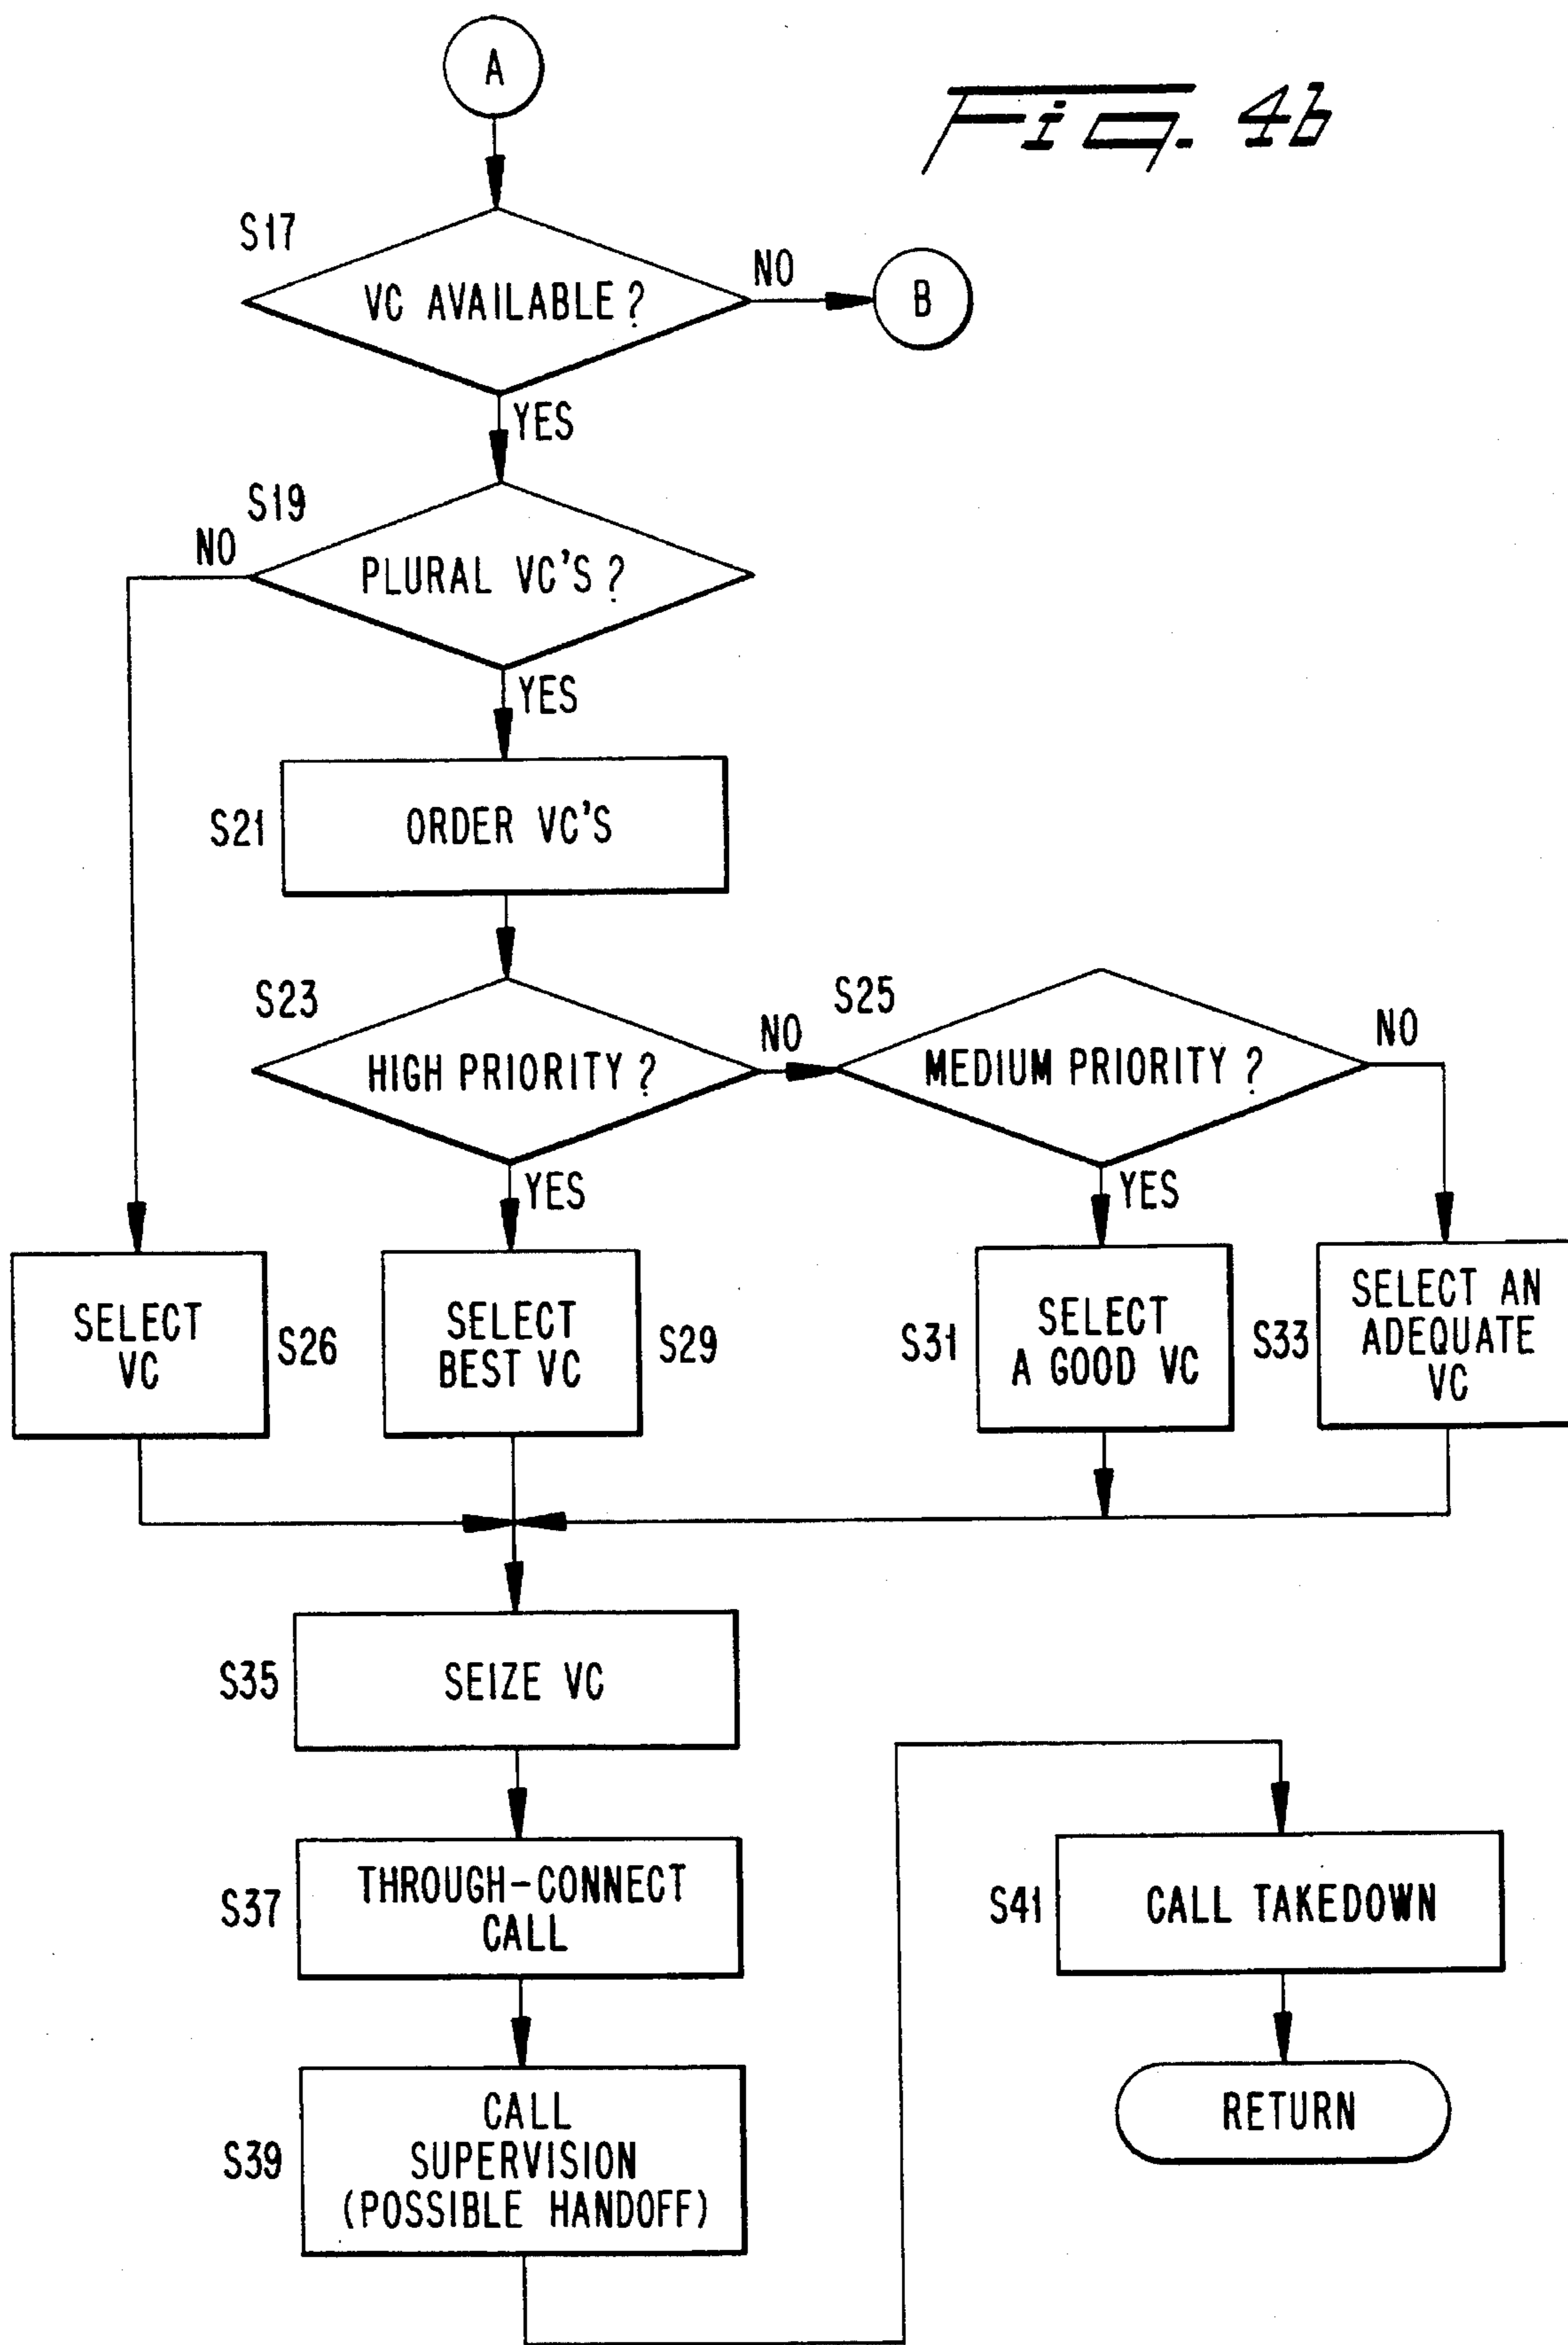 A
Fig. 4b
S17
VC AVAILABLE ?
NO
B
YES
S19
NO
PLURAL VC'S ?
YES
S21
ORDER VC'S
S23
HIGH PRIORITY ?
NO
S25
MEDIUM PRIORITY ?
NO
YES
YES
SELECT
VC
S26
SELECT
BEST VC
S29
S31
SELECT
A GOOD VC
S33
SELECT AN
ADEQUATE
VC
S35
SEIZE VC
S37
THROUGH-CONNECT
CALL
S41
CALL TAKEDOWN
S39
CALL
SUPERVISION
(POSSIBLE HANDOFF)
RETURN